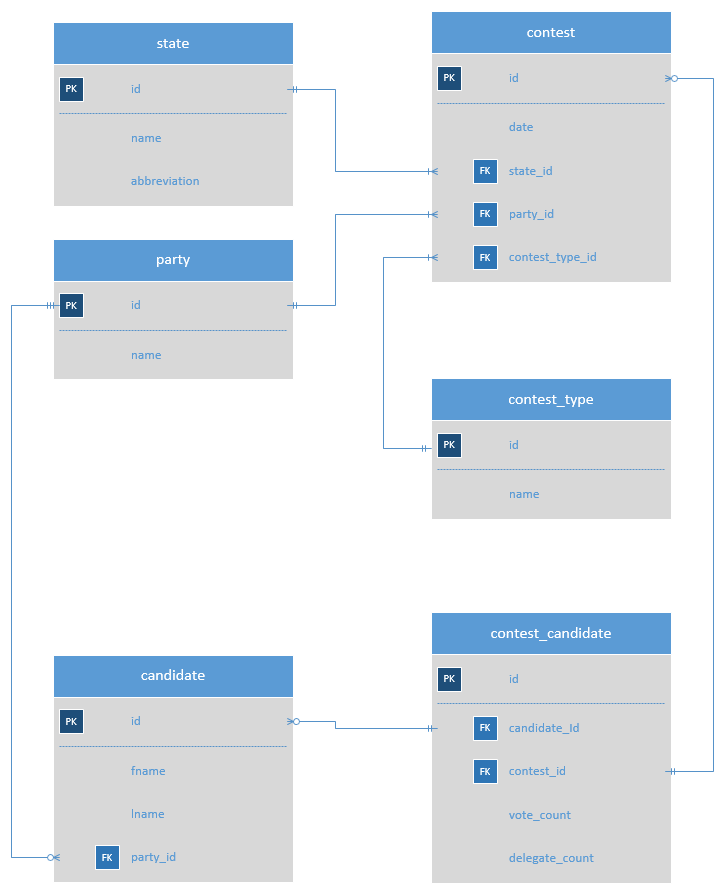 state
PK id
name
abbreviation
contest
PK id
date
FK state_id
FK party_id
FK contest_type_id
party
PK id
name
contest_type
PK id
name
candidate
PK id
fname
lname
FK party_id
contest_candidate
PK id
FK candidate_Id
FK contest_id
vote_count
delegate_count